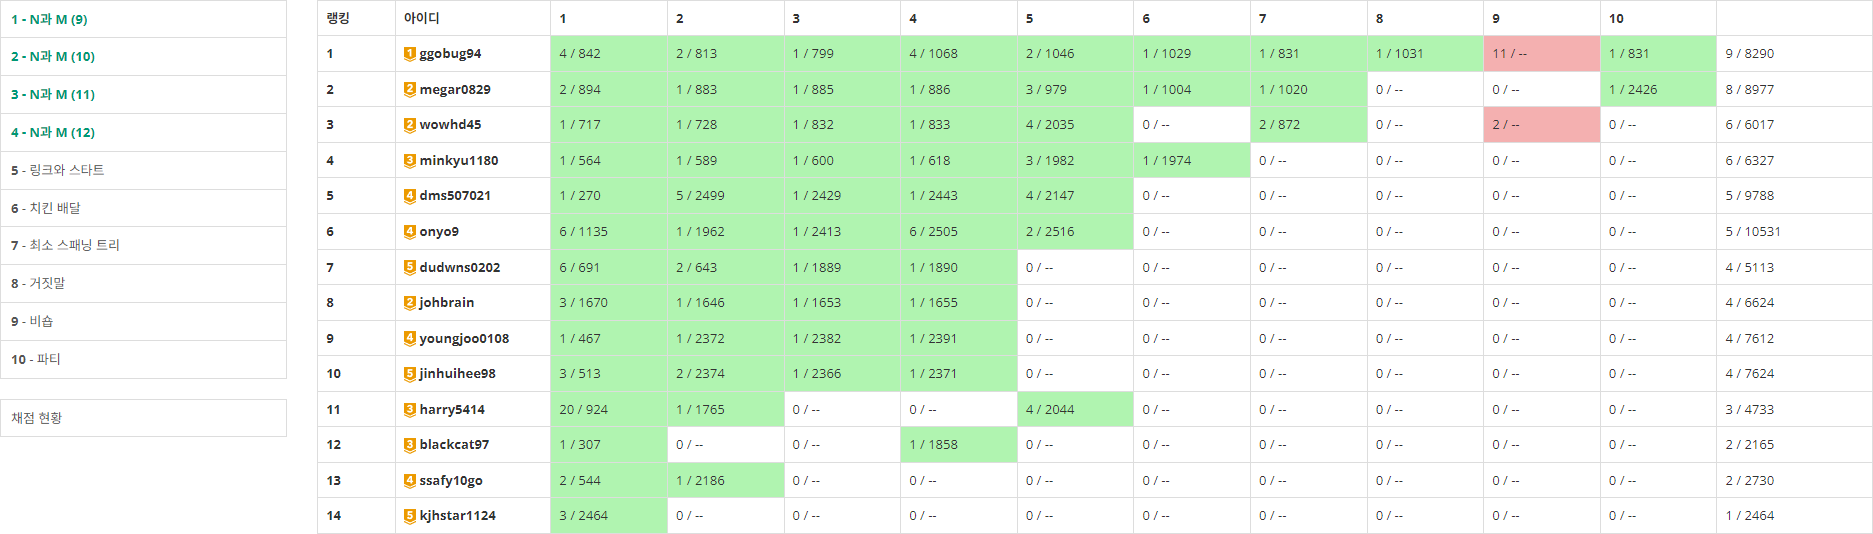 1 - N과 M (9)
2 - N과 M (10)
3 - N과 M (11)
4 - N과 M (12)
5 - 링크와 스타트
6 - 치킨 배달
7 - 최소 스패닝 트리
8 - 거짓말
9 - 비숍
10 - 파티
채점 현황
랭킹 아이디 1 2 3 4 5 6 7 8 9 10
1 1 ggobug94 4 / 842 2 / 813 1 / 799 4 / 1068 2 / 1046 1 / 1029 1 / 831 1 / 1031 11 / -- 1 / 831 9 / 8290
2 2 megar0829 2 / 894 1 / 883 1 / 885 1 / 886 3 / 979 1 / 1004 1 / 1020 0 / -- 0 / -- 1 / 2426 8 / 8977
3 2 wowhd45 1 / 717 1 / 728 1 / 832 1 / 833 4 / 2035 0 / -- 2 / 872 0 / -- 2 / -- 0 / -- 6 / 6017
4 3 minkyu1180 1 / 564 1 / 589 1 / 600 1 / 618 3 / 1982 1 / 1974 0 / -- 0 / -- 0 / -- 0 / -- 6 / 6327
5 4 dms507021 1 / 270 5 / 2499 1 / 2429 1 / 2443 4 / 2147 0 / -- 0 / -- 0 / -- 0 / -- 0 / -- 5 / 9788
6 4 onyo9 6 / 1135 1 / 1962 1 / 2413 6 / 2505 2 / 2516 0 / -- 0 / -- 0 / -- 0 / -- 0 / -- 5 / 10531
7 5 dudwns0202 6 / 691 2 / 643 1 / 1889 1 / 1890 0 / -- 0 / -- 0 / -- 0 / -- 0 / -- 0 / -- 4 / 5113
8 2 johbrain 3 / 1670 1 / 1646 1 / 1653 1 / 1655 0 / -- 0 / -- 0 / -- 0 / -- 0 / -- 0 / -- 4 / 6624
9 4 youngjoo0108 1 / 467 1 / 2372 1 / 2382 1 / 2391 0 / -- 0 / -- 0 / -- 0 / -- 0 / -- 0 / -- 4 / 7612
10 5 jinhuihee98 3 / 513 2 / 2374 1 / 2366 1 / 2371 0 / -- 0 / -- 0 / -- 0 / -- 0 / -- 0 / -- 4 / 7624
11 3 harry5414 20 / 924 1 / 1765 0 / -- 0 / -- 4 / 2044 0 / -- 0 / -- 0 / -- 0 / -- 0 / -- 3 / 4733
12 3 blackcat97 1 / 307 0 / -- 0 / -- 1 / 1858 0 / -- 0 / -- 0 / -- 0 / -- 0 / -- 0 / -- 2 / 2165
13 4 ssafy10go 2 / 544 1 / 2186 0 / -- 0 / -- 0 / -- 0 / -- 0 / -- 0 / -- 0 / -- 0 / -- 2 / 2730
14 5 kjhstar1124 3 / 2464 0 / -- 0 / -- 0 / -- 0 / -- 0 / -- 0 / -- 0 / -- 0 / -- 0 / -- 1 / 2464